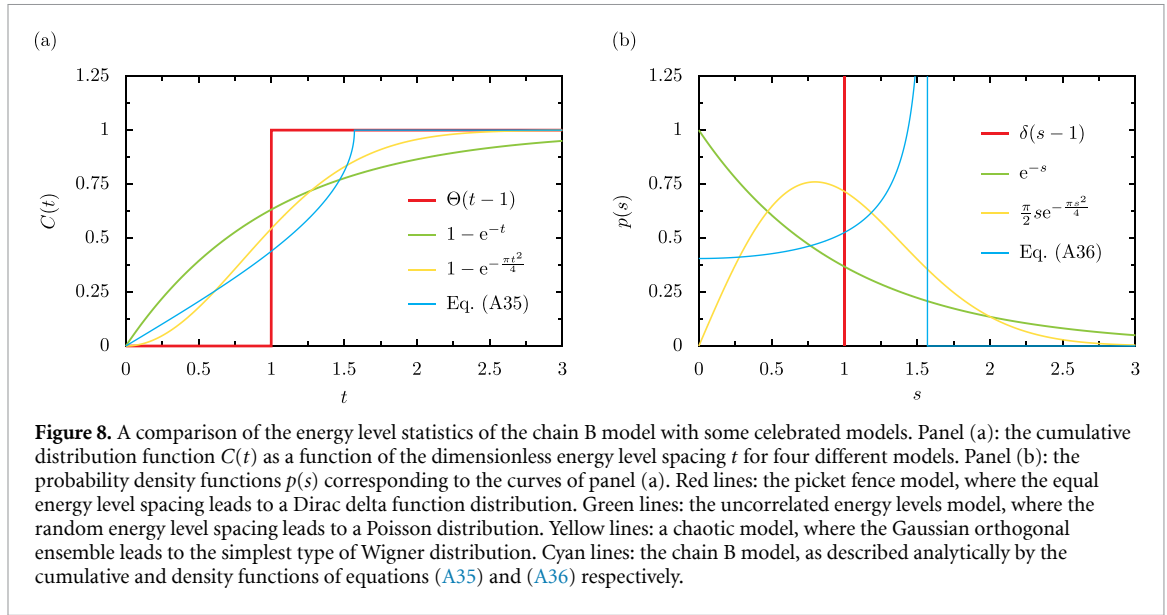 (a)
(b)
1.25
1
0.75
0.5
0.25
0
C(t)
0
0.5
1
1.5
2
2.5
3
t
Θ(t − 1)
1 − e^{−t}
1 − e^{−\frac{πt^2}{4}}
Eq. (A35)
1.25
1
0.75
0.5
0.25
0
p(s)
0
0.5
1
1.5
2
2.5
3
s
δ(s − 1)
e^{−s}
\frac{π}{2}se^{−\frac{πs^2}{4}}
Eq. (A36)
Figure 8. A comparison of the energy level statistics of the chain B model with some celebrated models. Panel (a): the cumulative
distribution function C(t) as a function of the dimensionless energy level spacing t for four different models. Panel (b): the
probability density functions p(s) corresponding to the curves of panel (a). Red lines: the picket fence model, where the equal
energy level spacing leads to a Dirac delta function distribution. Green lines: the uncorrelated energy levels model, where the
random energy level spacing leads to a Poisson distribution. Yellow lines: a chaotic model, where the Gaussian orthogonal
ensemble leads to the simplest type of Wigner distribution. Cyan lines: the chain B model, as described analytically by the
cumulative and density functions of equations (A35) and (A36) respectively.